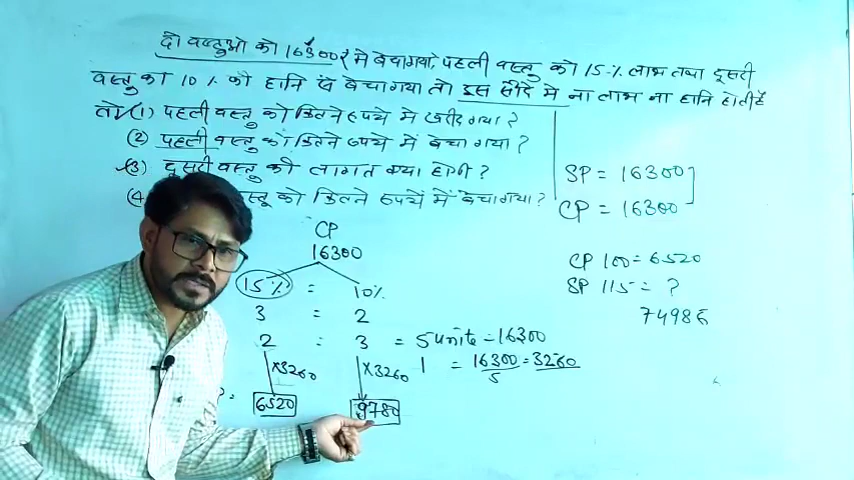 दो वस्तुओ को 16300₹ में बेचा गया, पहली वस्तु को 15% लाभ तथा दूसरी
वस्तु को 10% की हानि से बेचा गया तो इस सौदे मे ना लाभ ना हानि होती है
तो (1) पहली वस्तु को कितने रूपये मे खरीदा गया ?
(2) पहली वस्तु को कितने रूपये में बेचा गया ?
(3) दूसरी वस्तु की लागत क्या होगी ?
(4) वस्तू को कितने रूपयें में बेचा गया ?
SP = 16300
CP = 16300
CP 100 = 6520
SP 115 = ?
74986
CP
16300
15% = 10%
3 = 2
2 : 3 = 5 unite = 16300
×3260 ×3260 1 = 16300/5 = 3260
? = 6520 9780